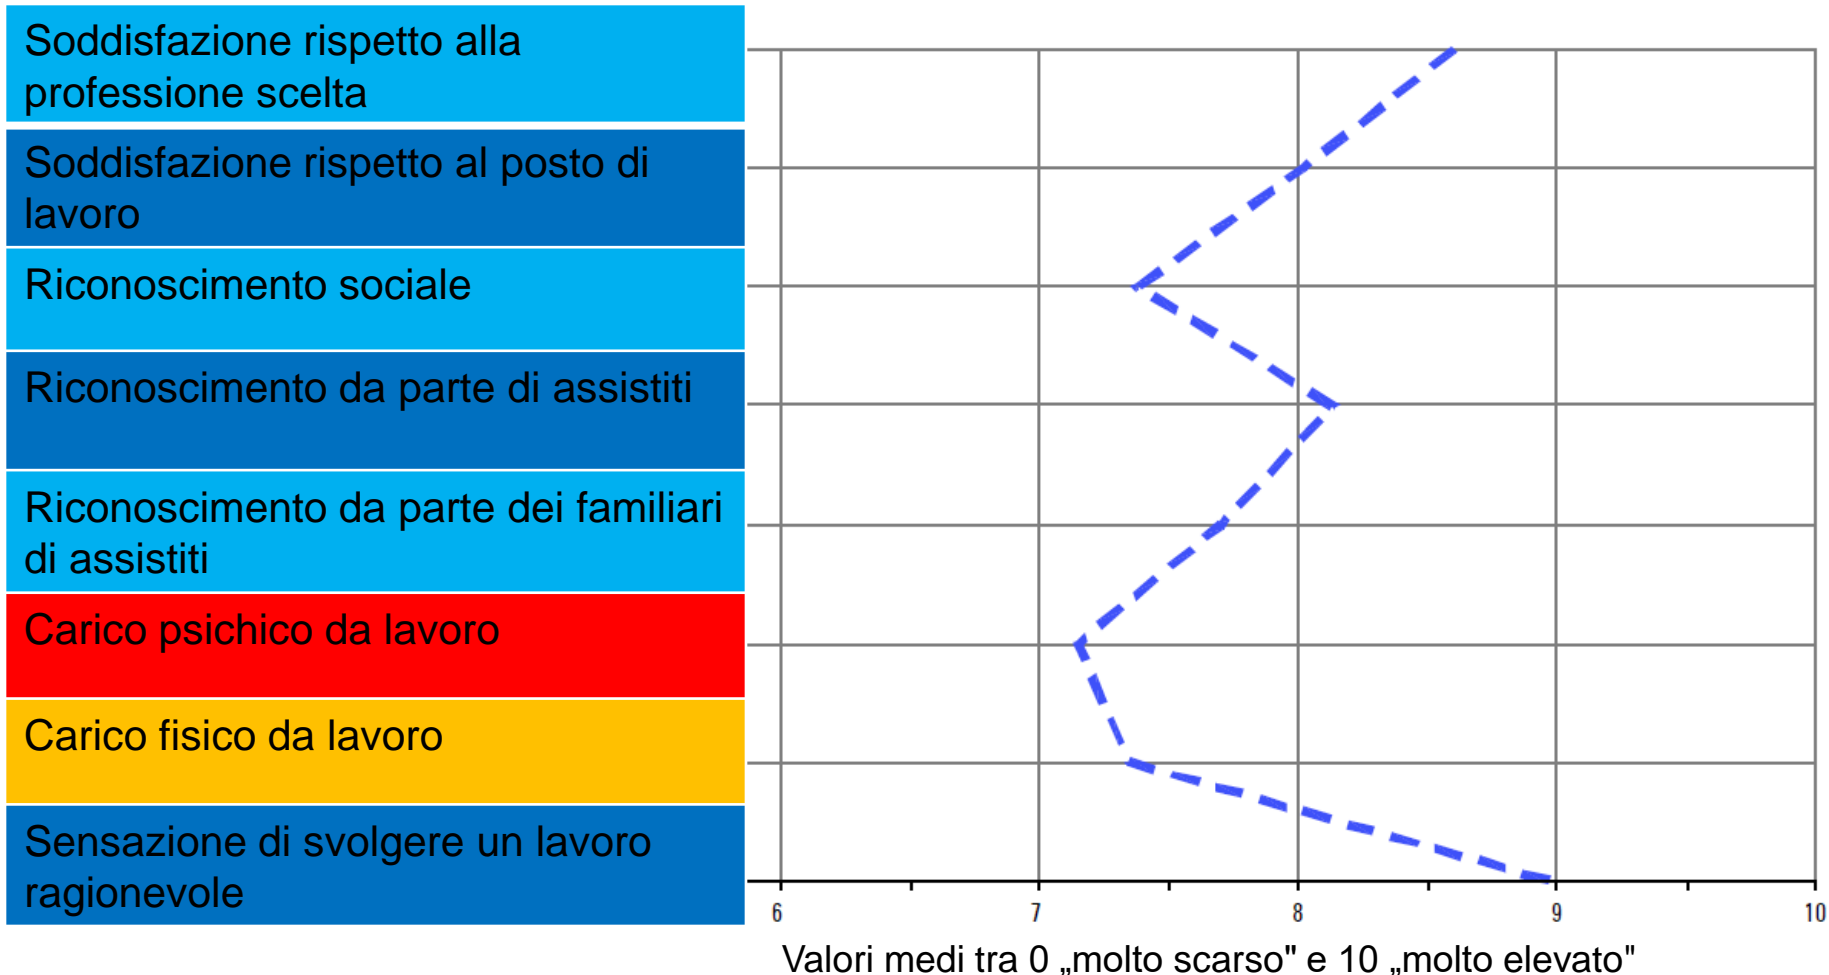 Soddisfazione rispetto alla
professione scelta
Soddisfazione rispetto al posto di
lavoro
Riconoscimento sociale
Riconoscimento da parte di assistiti
Riconoscimento da parte dei familiari
di assistiti
Carico psichico da lavoro
Carico fisico da lavoro
Sensazione di svolgere un lavoro
ragionevole
6 7 8 9 10
Valori medi tra 0 „molto scarso" e 10 „molto elevato"